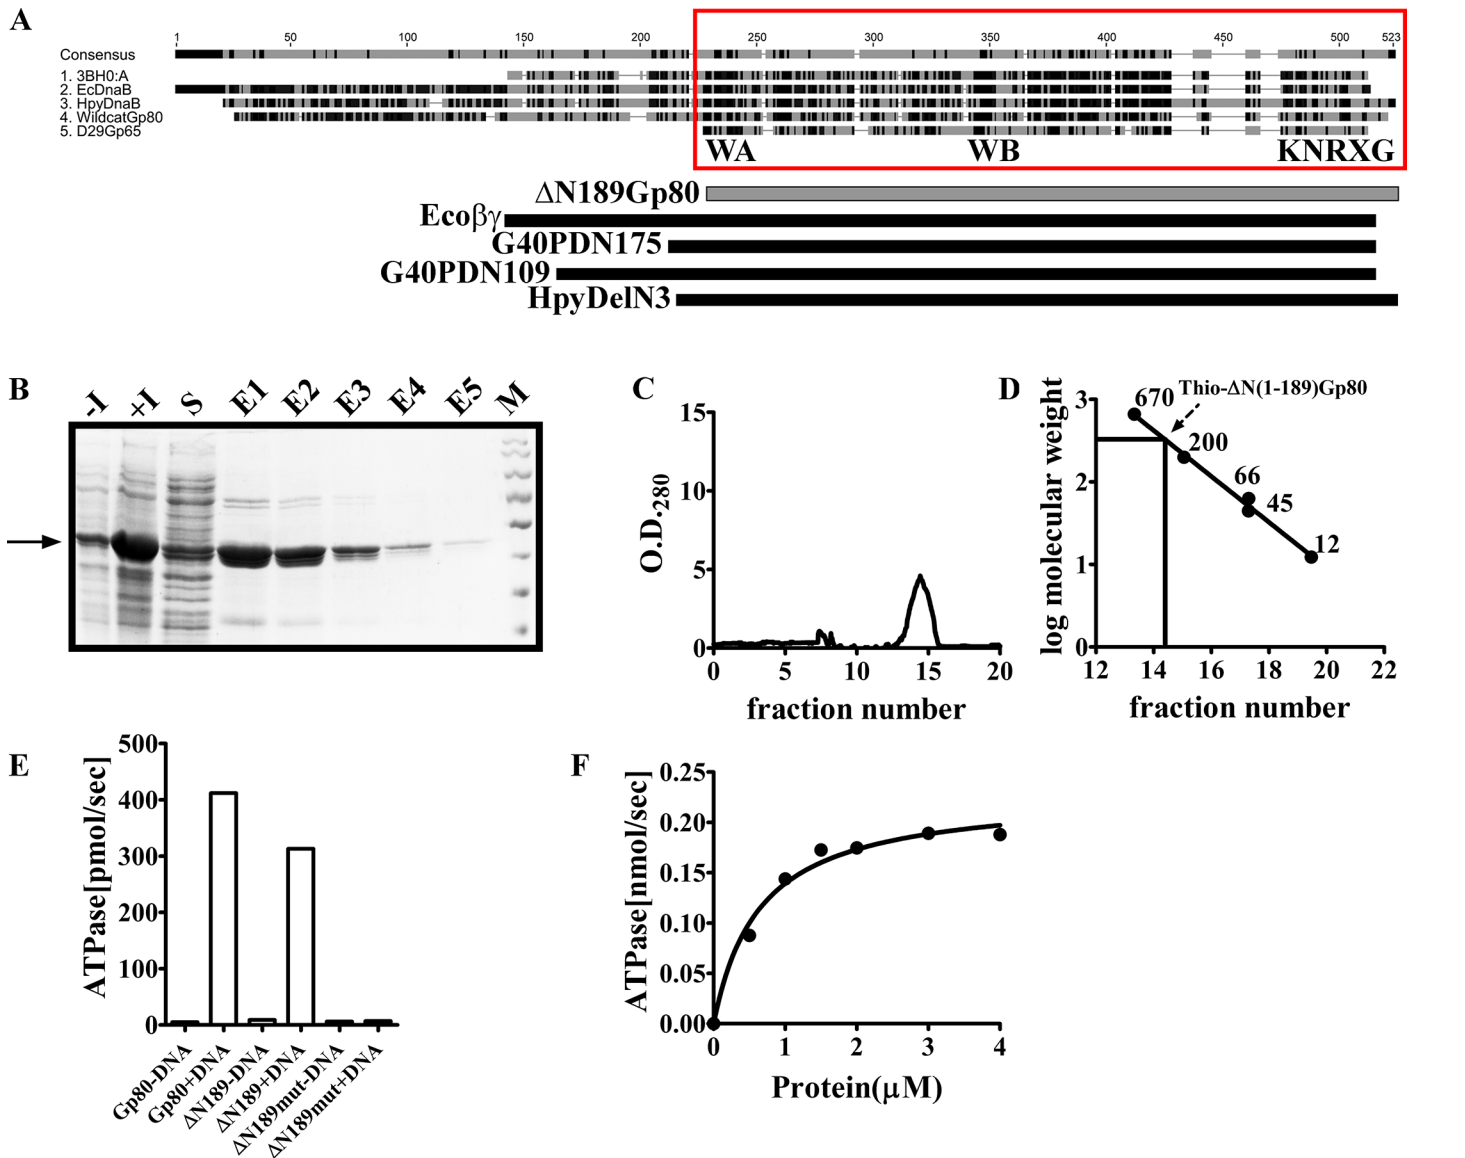 A
1 50 100 150 200 250 300 350 400 450 500 523
Consensus
1. 3BH0:A
2. EcDnaB
3. HpyDnaB
4. WildcatGp80
5. D29Gp65
WA WB KNRXG
ΔN189Gp80
Ecoβγ
G40PDN175
G40PDN109
HpyDelN3
B
-I +I S E1 E2 E3 E4 E5 M
C
15
10
5
0
O.D.280
0 5 10 15 20
fraction number
D
Thio-ΔN(1-189)Gp80
670
200
66
45
12
3
2
1
0
log molecular weight
12 14 16 18 20 22
fraction number
E
500
400
300
200
100
0
ATPase[pmol/sec]
Gp80-DNA
Gp80+DNA
ΔN189-DNA
ΔN189+DNA
ΔN189mut-DNA
ΔN189mut+DNA
F
0.25
0.20
0.15
0.10
0.05
0.00
ATPase[nmol/sec]
0 1 2 3 4
Protein(μM)